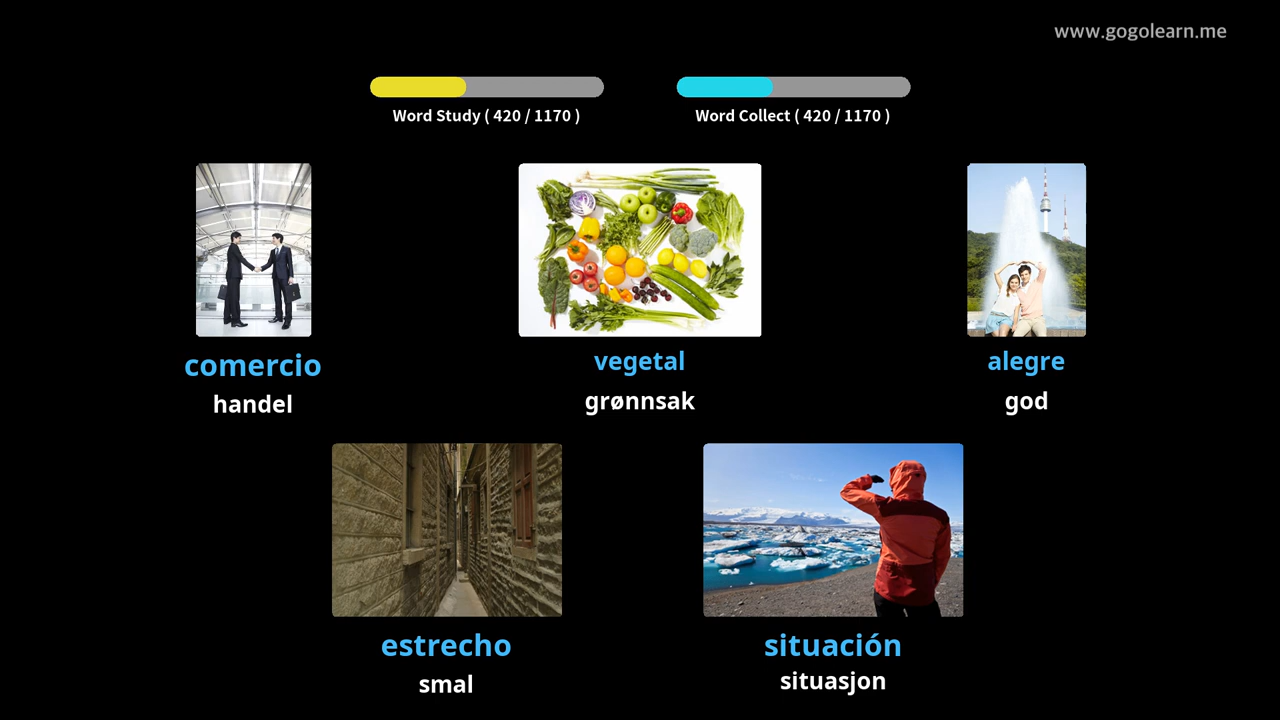 www.gogolearn.me
Word Study ( 420 / 1170 )
Word Collect ( 420 / 1170 )
comercio
handel
vegetal
grønnsak
alegre
god
estrecho
smal
situación
situasjon